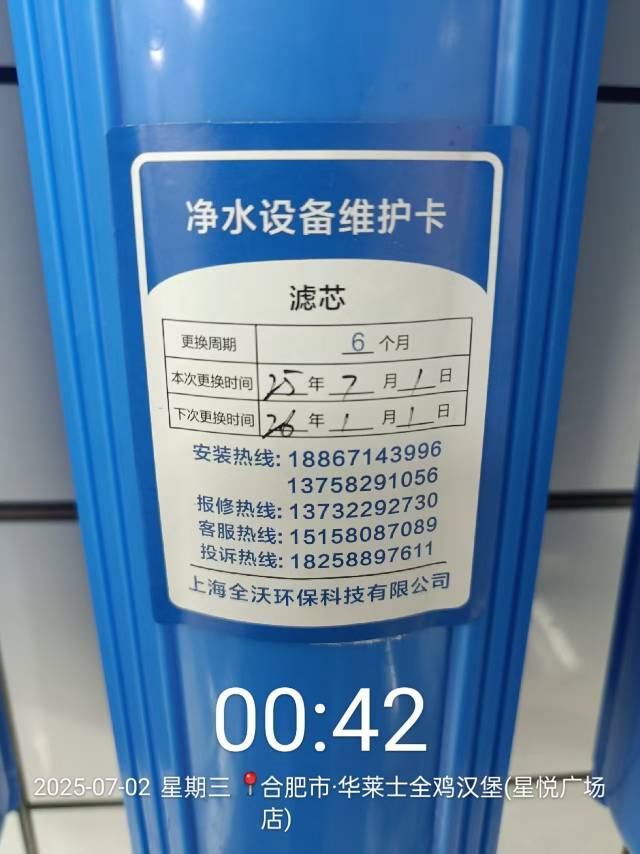 净水设备维护卡
滤芯
更换周期 6 个月
本次更换时间 25 年 7 月 1 日
下次更换时间 26 年 1 月 1 日
安装热线: 18867143996
13758291056
报修热线: 13732292730
客服热线: 15158087089
投诉热线: 18258897611
上海全沃环保科技有限公司
00:42
2025-07-02 星期三 合肥市·华莱士全鸡汉堡(星悦广场
店)